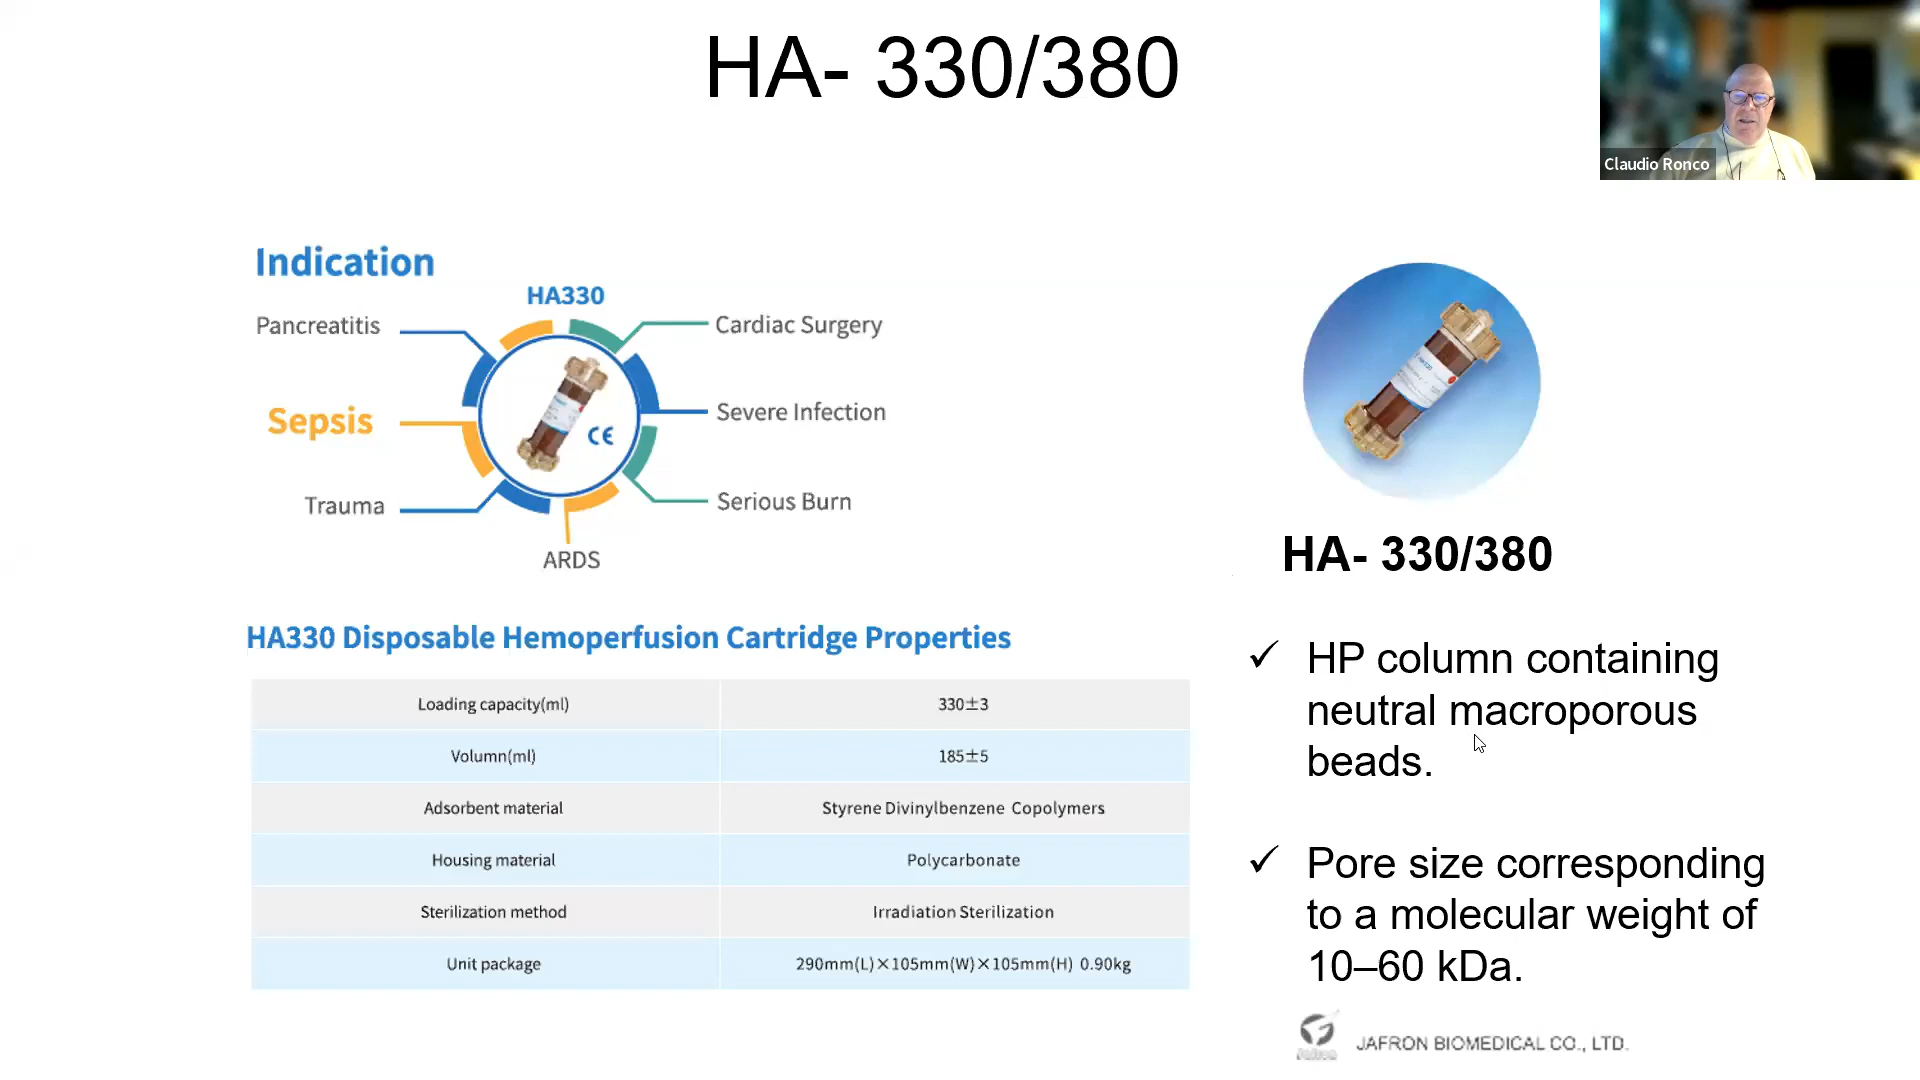 HA- 330/380
Claudio Ronco
Indication
HA330
Pancreatitis
Cardiac Surgery
Sepsis
CE
Severe Infection
Trauma
Serious Burn
ARDS
HA330 Disposable Hemoperfusion Cartridge Properties
Loading capacity(ml) 330±3
Volumn(ml) 185±5
Adsorbent material Styrene Divinylbenzene Copolymers
Housing material Polycarbonate
Sterilization method Irradiation Sterilization
Unit package 290mm(L)×105mm(W)×105mm(H) 0.90kg
HA330
HA- 330/380
✓ HP column containing
neutral macroporous
beads.
✓ Pore size corresponding
to a molecular weight of
10–60 kDa.
Jafron
JAFRON BIOMEDICAL CO., LTD.